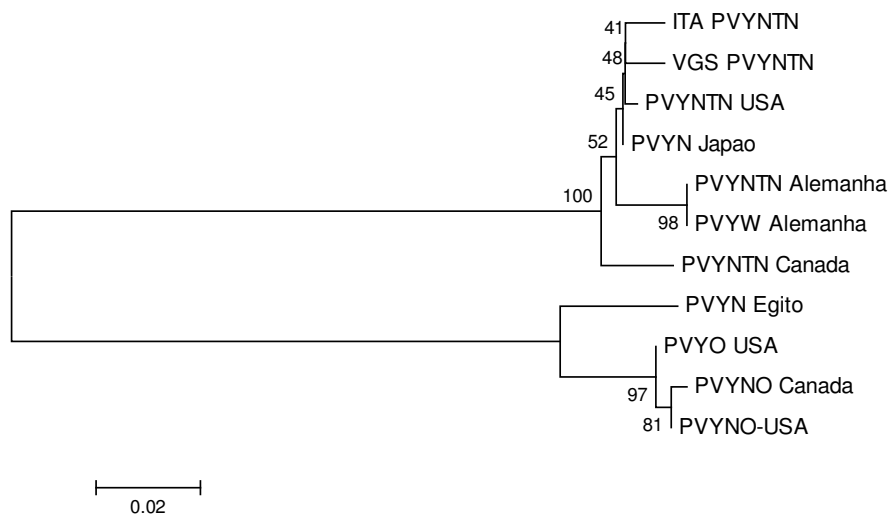 ITA PVYNTN
41
VGS PVYNTN
48
PVYNTN USA
45
PVYN Japao
52
PVYNTN Alemanha
100
98
PVYW Alemanha
PVYNTN Canada
PVYN Egito
PVYO USA
PVYNO Canada
97
PVYNO-USA
81
0.02